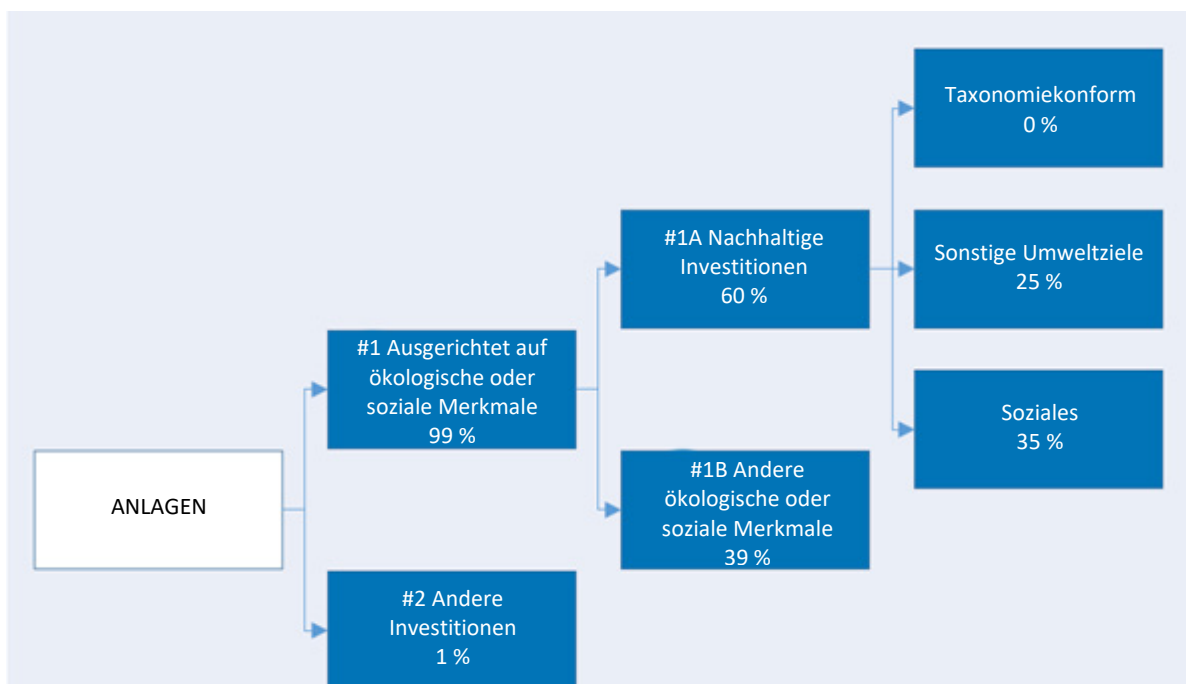 ANLAGEN
#1 Ausgerichtet auf
ökologische oder
soziale Merkmale
99 %
#2 Andere
Investitionen
1 %
#1A Nachhaltige
Investitionen
60 %
#1B Andere
ökologische oder
soziale Merkmale
39 %
Taxonomiekonform
0 %
Sonstige Umweltziele
25 %
Soziales
35 %